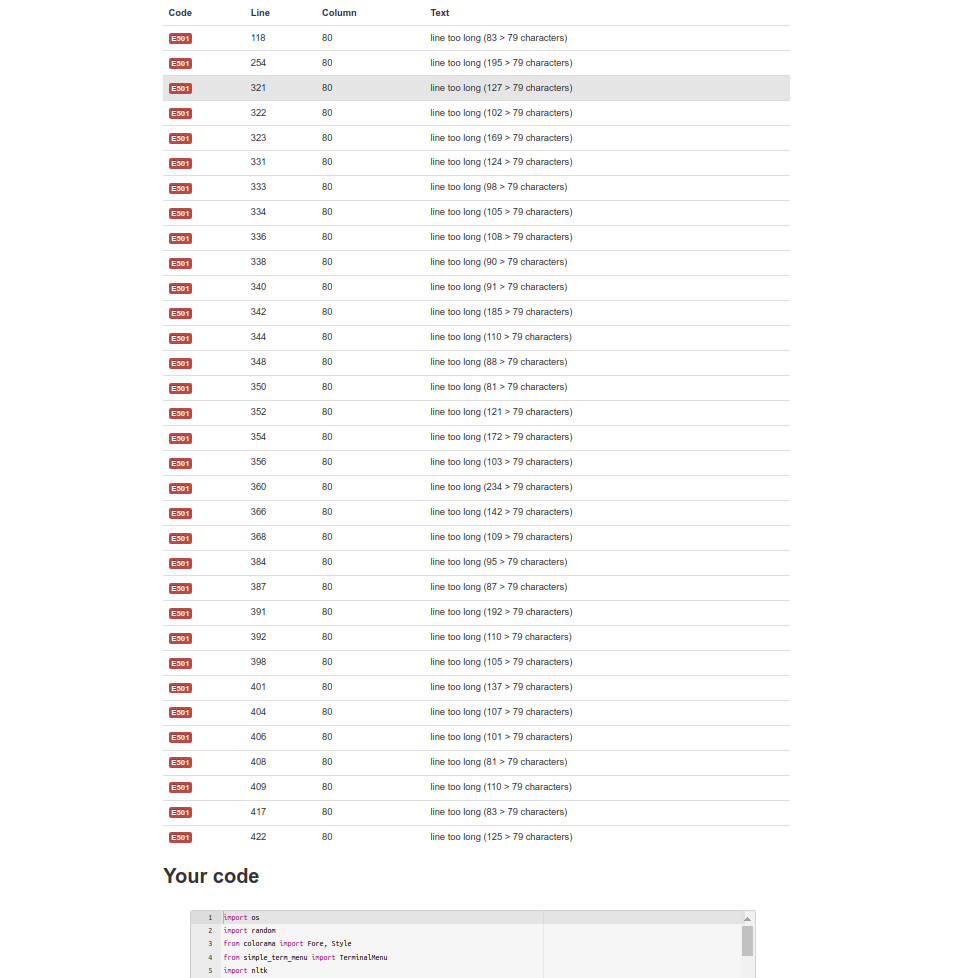 Code Line Column Text
E501 118 80 line too long (83 > 79 characters)
E501 254 80 line too long (195 > 79 characters)
E501 321 80 line too long (127 > 79 characters)
E501 322 80 line too long (102 > 79 characters)
E501 323 80 line too long (169 > 79 characters)
E501 331 80 line too long (124 > 79 characters)
E501 333 80 line too long (98 > 79 characters)
E501 334 80 line too long (105 > 79 characters)
E501 336 80 line too long (108 > 79 characters)
E501 338 80 line too long (90 > 79 characters)
E501 340 80 line too long (91 > 79 characters)
E501 342 80 line too long (185 > 79 characters)
E501 344 80 line too long (110 > 79 characters)
E501 348 80 line too long (88 > 79 characters)
E501 350 80 line too long (81 > 79 characters)
E501 352 80 line too long (121 > 79 characters)
E501 354 80 line too long (172 > 79 characters)
E501 356 80 line too long (103 > 79 characters)
E501 360 80 line too long (234 > 79 characters)
E501 366 80 line too long (142 > 79 characters)
E501 368 80 line too long (109 > 79 characters)
E501 384 80 line too long (95 > 79 characters)
E501 387 80 line too long (87 > 79 characters)
E501 391 80 line too long (192 > 79 characters)
E501 392 80 line too long (110 > 79 characters)
E501 398 80 line too long (105 > 79 characters)
E501 401 80 line too long (137 > 79 characters)
E501 404 80 line too long (107 > 79 characters)
E501 406 80 line too long (101 > 79 characters)
E501 408 80 line too long (81 > 79 characters)
E501 409 80 line too long (110 > 79 characters)
E501 417 80 line too long (83 > 79 characters)
E501 422 80 line too long (125 > 79 characters)
Your code
1 import os
2 import random
3 from colorama import Fore, Style
4 from simple_term_menu import TerminalMenu
5 import nltk